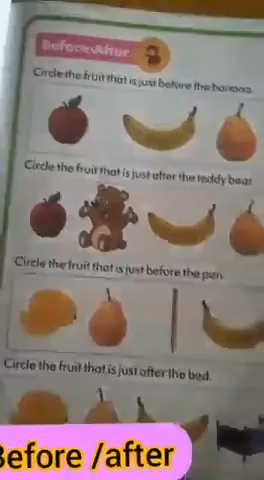 Before-After
Circle the fruit that is just before the banana.
Circle the fruit that is just after the teddy bear.
Circle the fruit that is just before the pen.
Circle the fruit that is just after the bed.
Before /after